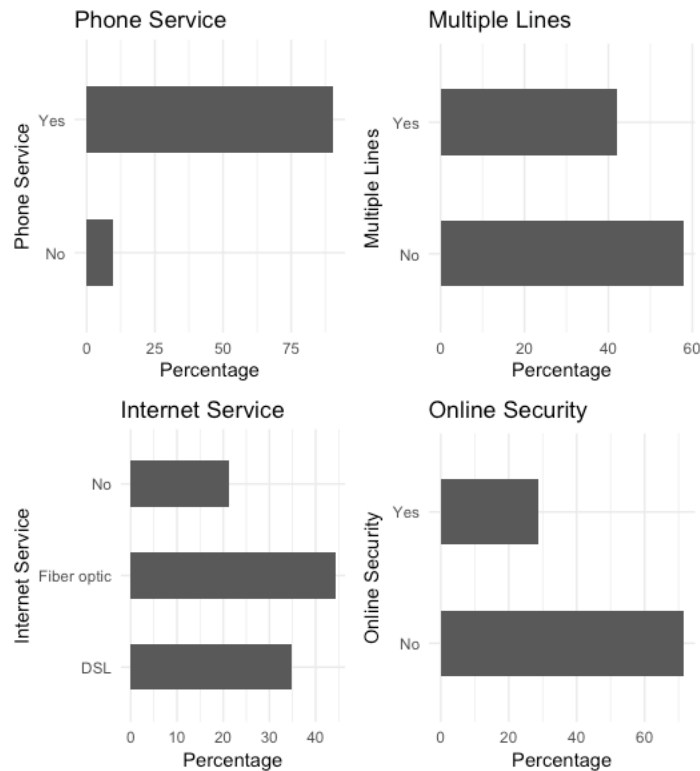 Phone Service
Phone Service
Yes
No
0 25 50 75
Percentage
Multiple Lines
Multiple Lines
Yes
No
0 20 40 60
Percentage
Internet Service
Internet Service
No
Fiber optic
DSL
0 10 20 30 40
Percentage
Online Security
Online Security
Yes
No
0 20 40 60
Percentage